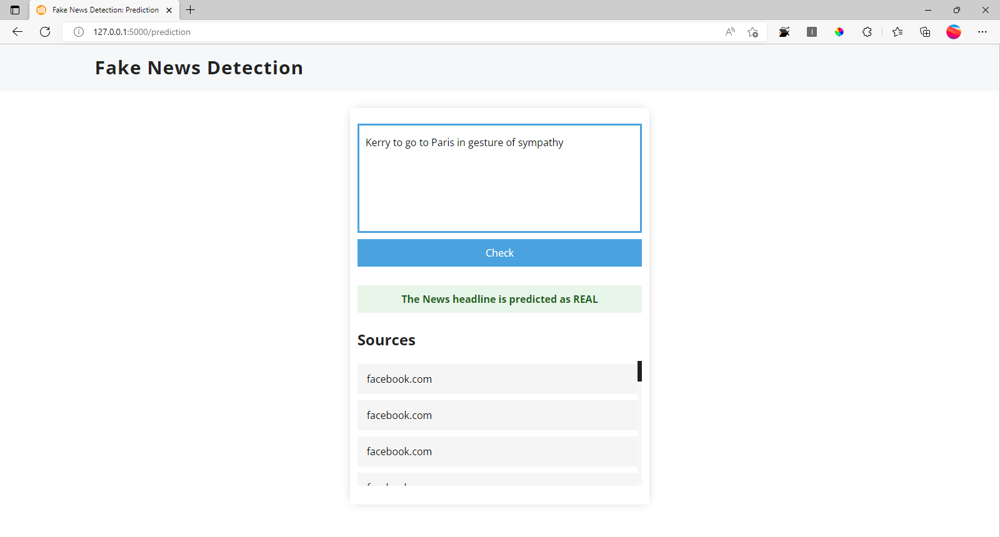 Fake News Detection: Prediction
127.0.0.1:5000/prediction
Fake News Detection
Kerry to go to Paris in gesture of sympathy
Check
The News headline is predicted as REAL
Sources
facebook.com
facebook.com
facebook.com